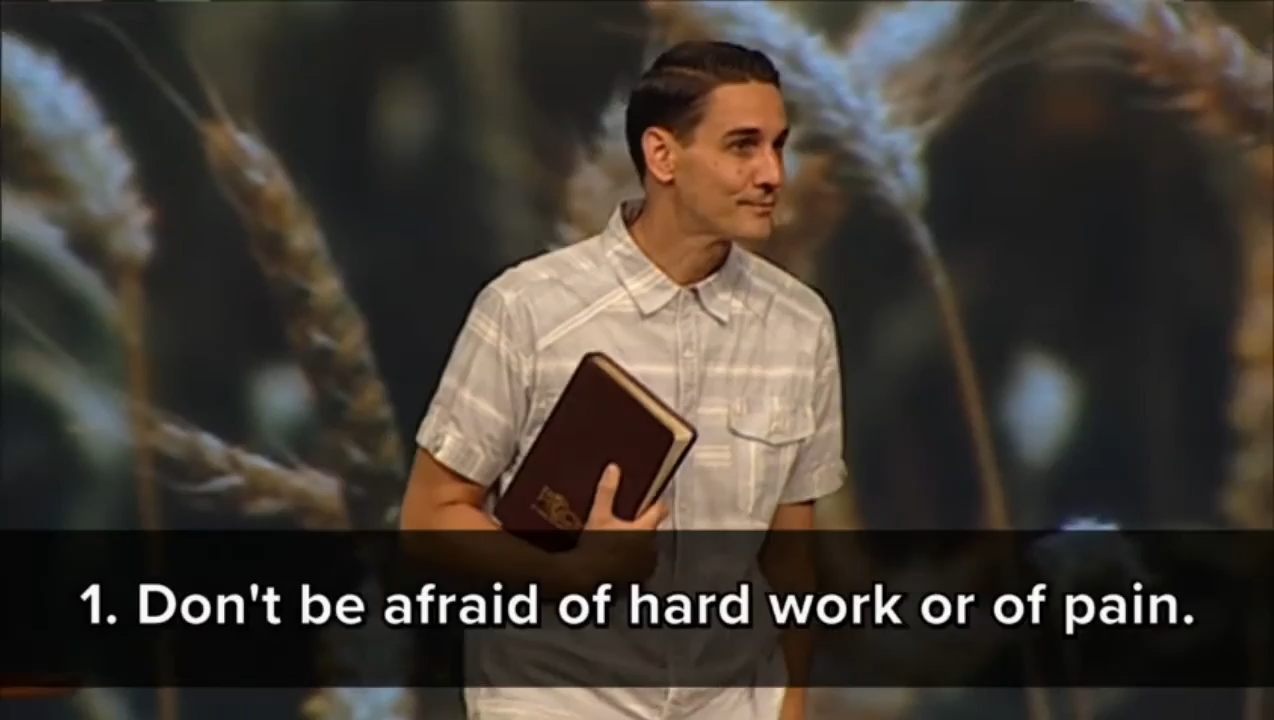 1. Don't be afraid of hard work or of pain.